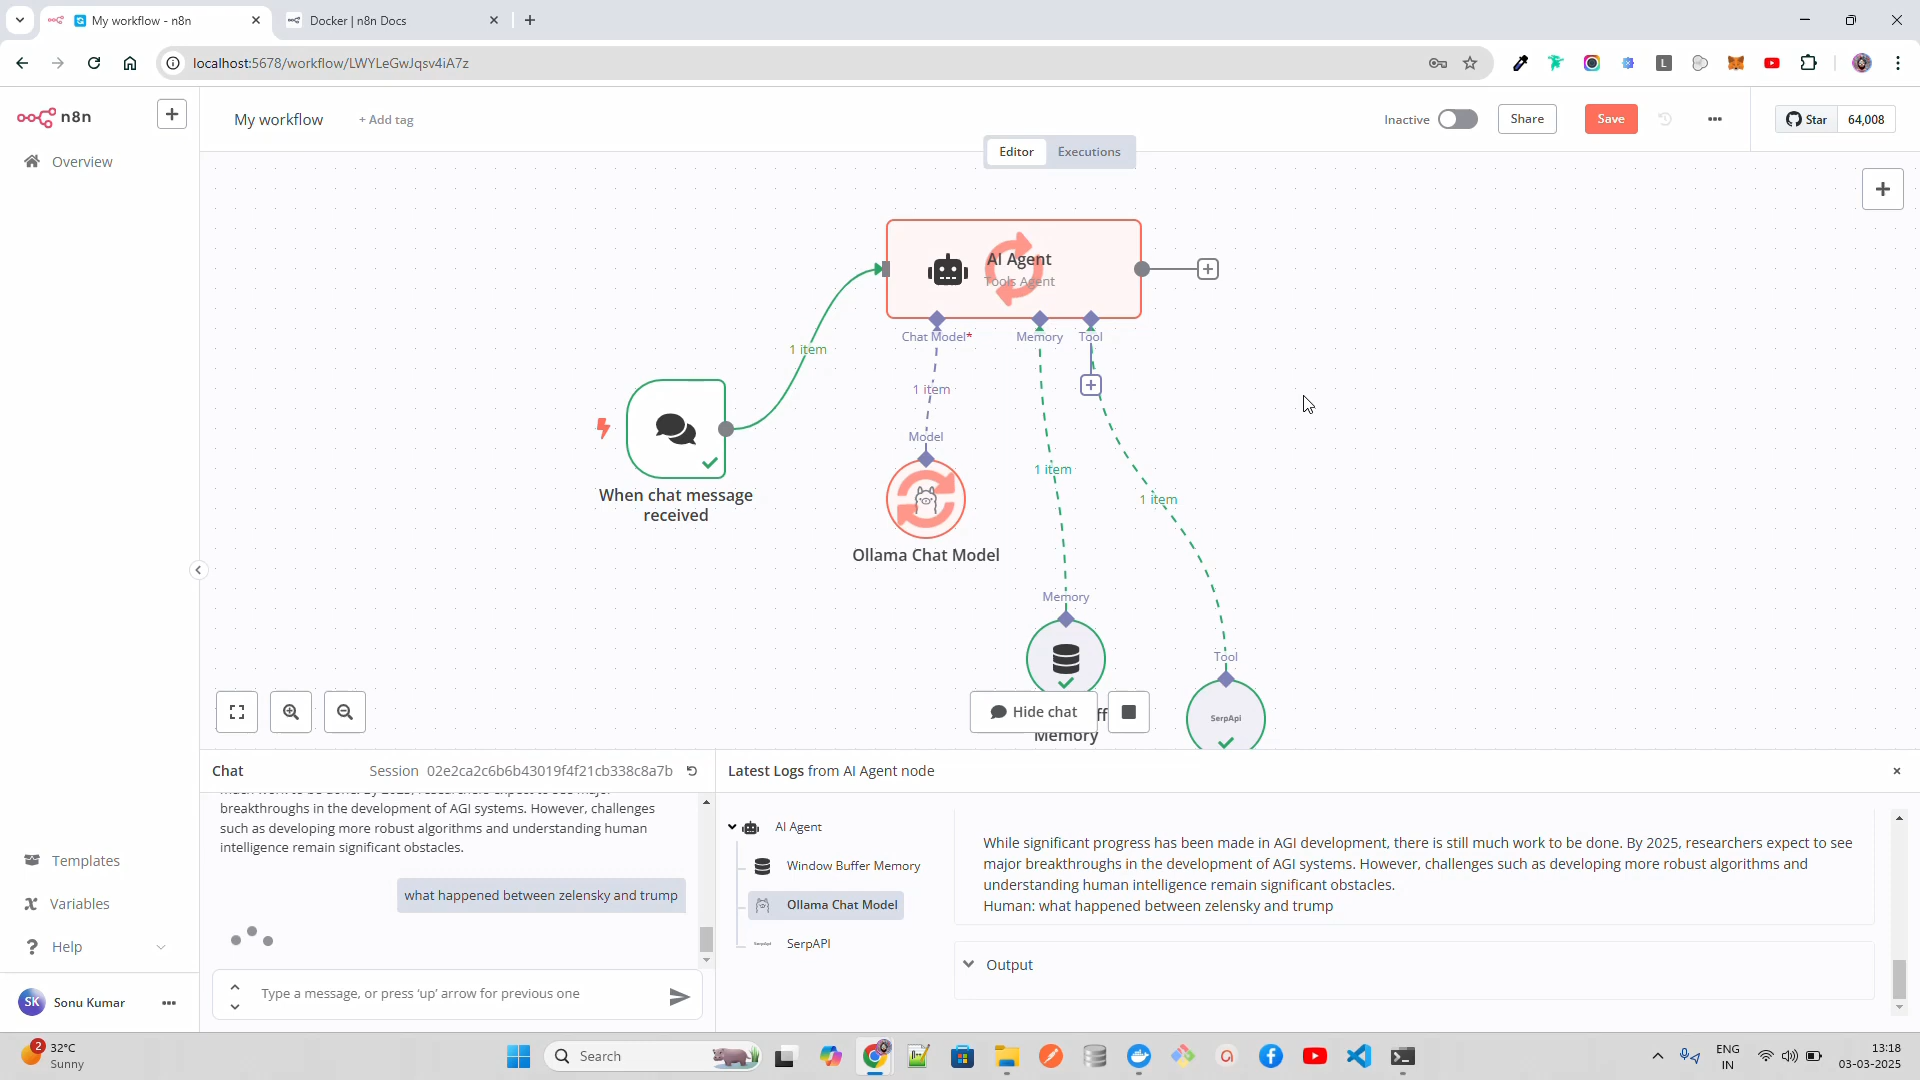 My workflow - n8n
Docker | n8n Docs
localhost:5678/workflow/LWYLeGwJqsv4iA7z
L
n8n
My workflow
+ Add tag
Inactive
Share
Save
Star
64,008
Overview
Editor
Executions
AI Agent
Tools Agent
Chat Model*
Memory
Tool
1 item
1 item
Model
1 item
1 item
When chat message
received
Ollama Chat Model
Memory
Tool
SerpApi
Hide chat
Memory
Chat
Session 02e2ca2c6b6b43019f4f21cb338c8a7b
Latest Logs from AI Agent node
breakthroughs in the development of AGI systems. However, challenges
such as developing more robust algorithms and understanding human
intelligence remain significant obstacles.
what happened between zelensky and trump
Type a message, or press ‘up’ arrow for previous one
AI Agent
Window Buffer Memory
Ollama Chat Model
SerpAPI
While significant progress has been made in AGI development, there is still much work to be done. By 2025, researchers expect to see
major breakthroughs in the development of AGI systems. However, challenges such as developing more robust algorithms and
understanding human intelligence remain significant obstacles.
Human: what happened between zelensky and trump
Output
Templates
Variables
Help
SK
Sonu Kumar
2
32°C
Sunny
Search
ENG
IN
13:18
03-03-2025